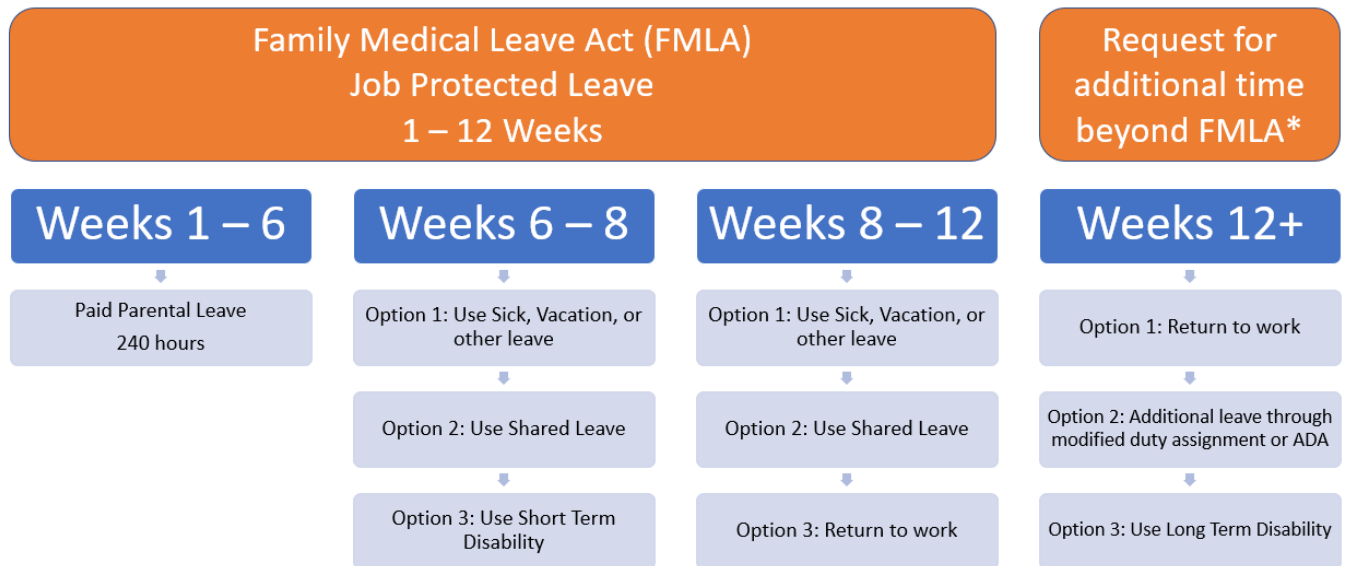 Family Medical Leave Act (FMLA)
Job Protected Leave
1 – 12 Weeks
Request for
additional time
beyond FMLA*
Weeks 1 – 6
Paid Parental Leave
240 hours
Weeks 6 – 8
Option 1: Use Sick, Vacation, or
other leave
Option 2: Use Shared Leave
Option 3: Use Short Term
Disability
Weeks 8 – 12
Option 1: Use Sick, Vacation, or
other leave
Option 2: Use Shared Leave
Option 3: Return to work
Weeks 12+
Option 1: Return to work
Option 2: Additional leave through
modified duty assignment or ADA
Option 3: Use Long Term Disability